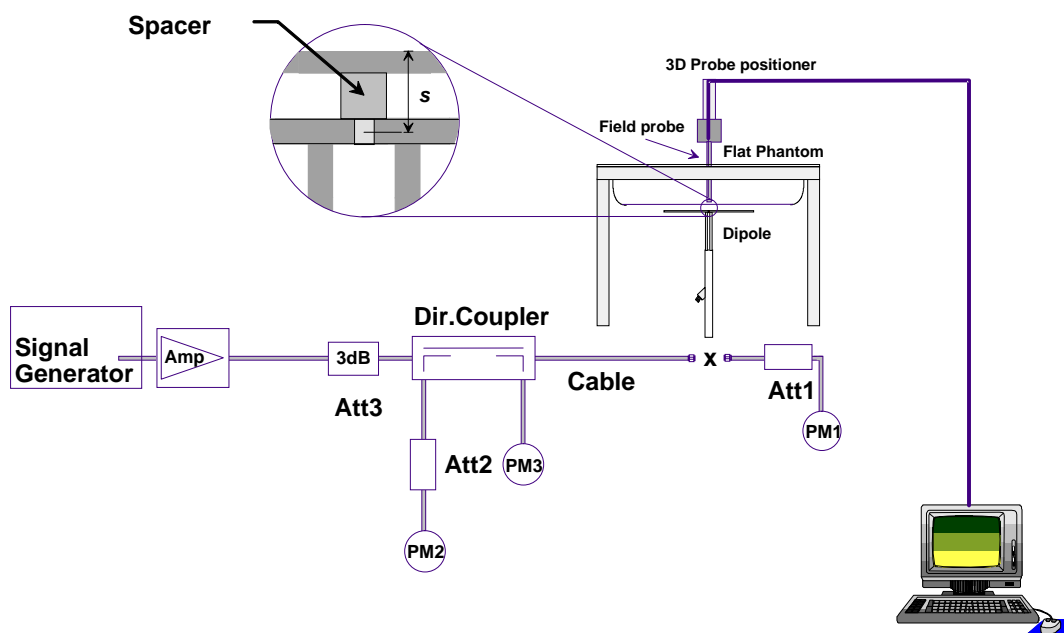 Spacer
s
3D Probe positioner
Field probe
Flat Phantom
Dipole
Dir.Coupler
Signal
Generator
Amp
3dB
Att3
Cable
x
Att1
PM1
Att2
PM3
PM2